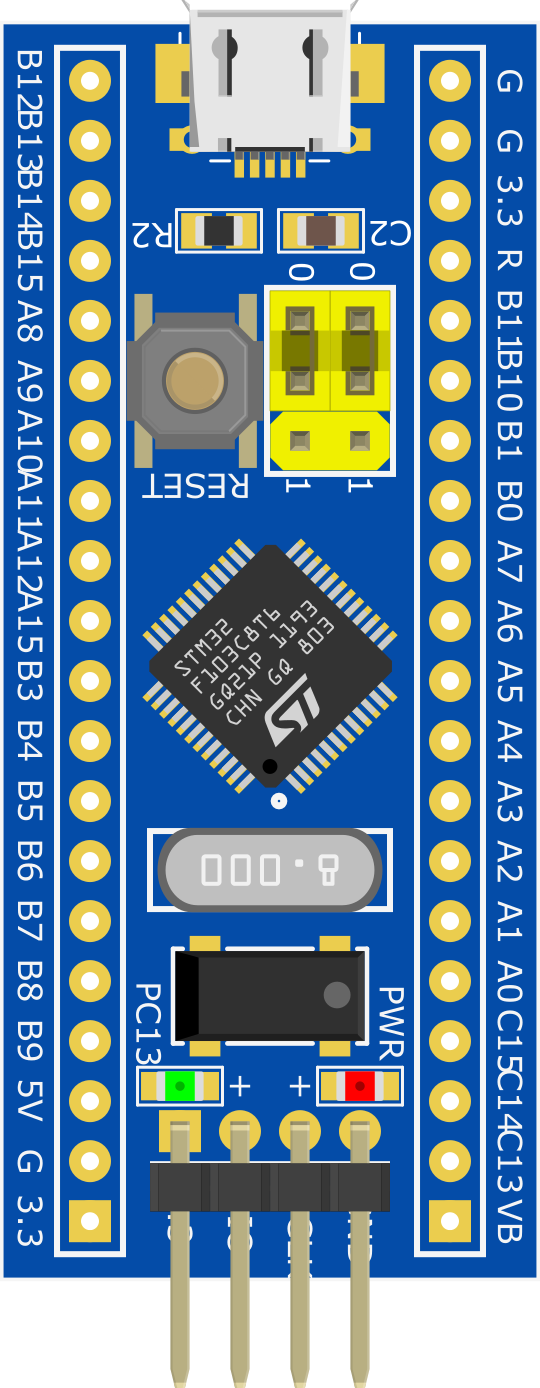 B12
B13
B14
B15
A8
A9
A10
A11
A12
A15
B3
B4
B5
B6
B7
B8
B9
5V
G
3.3
R2
C2
0
0
RESET
1
1
STM32
F103C8T6
GQ21P 1193
CHN GQ 803
ST
8.000
PC13
PWR
+
+
G
G
3.3
R
B11
B10
B1
B0
A7
A6
A5
A4
A3
A2
A1
A0
C15
C14
C13
VB